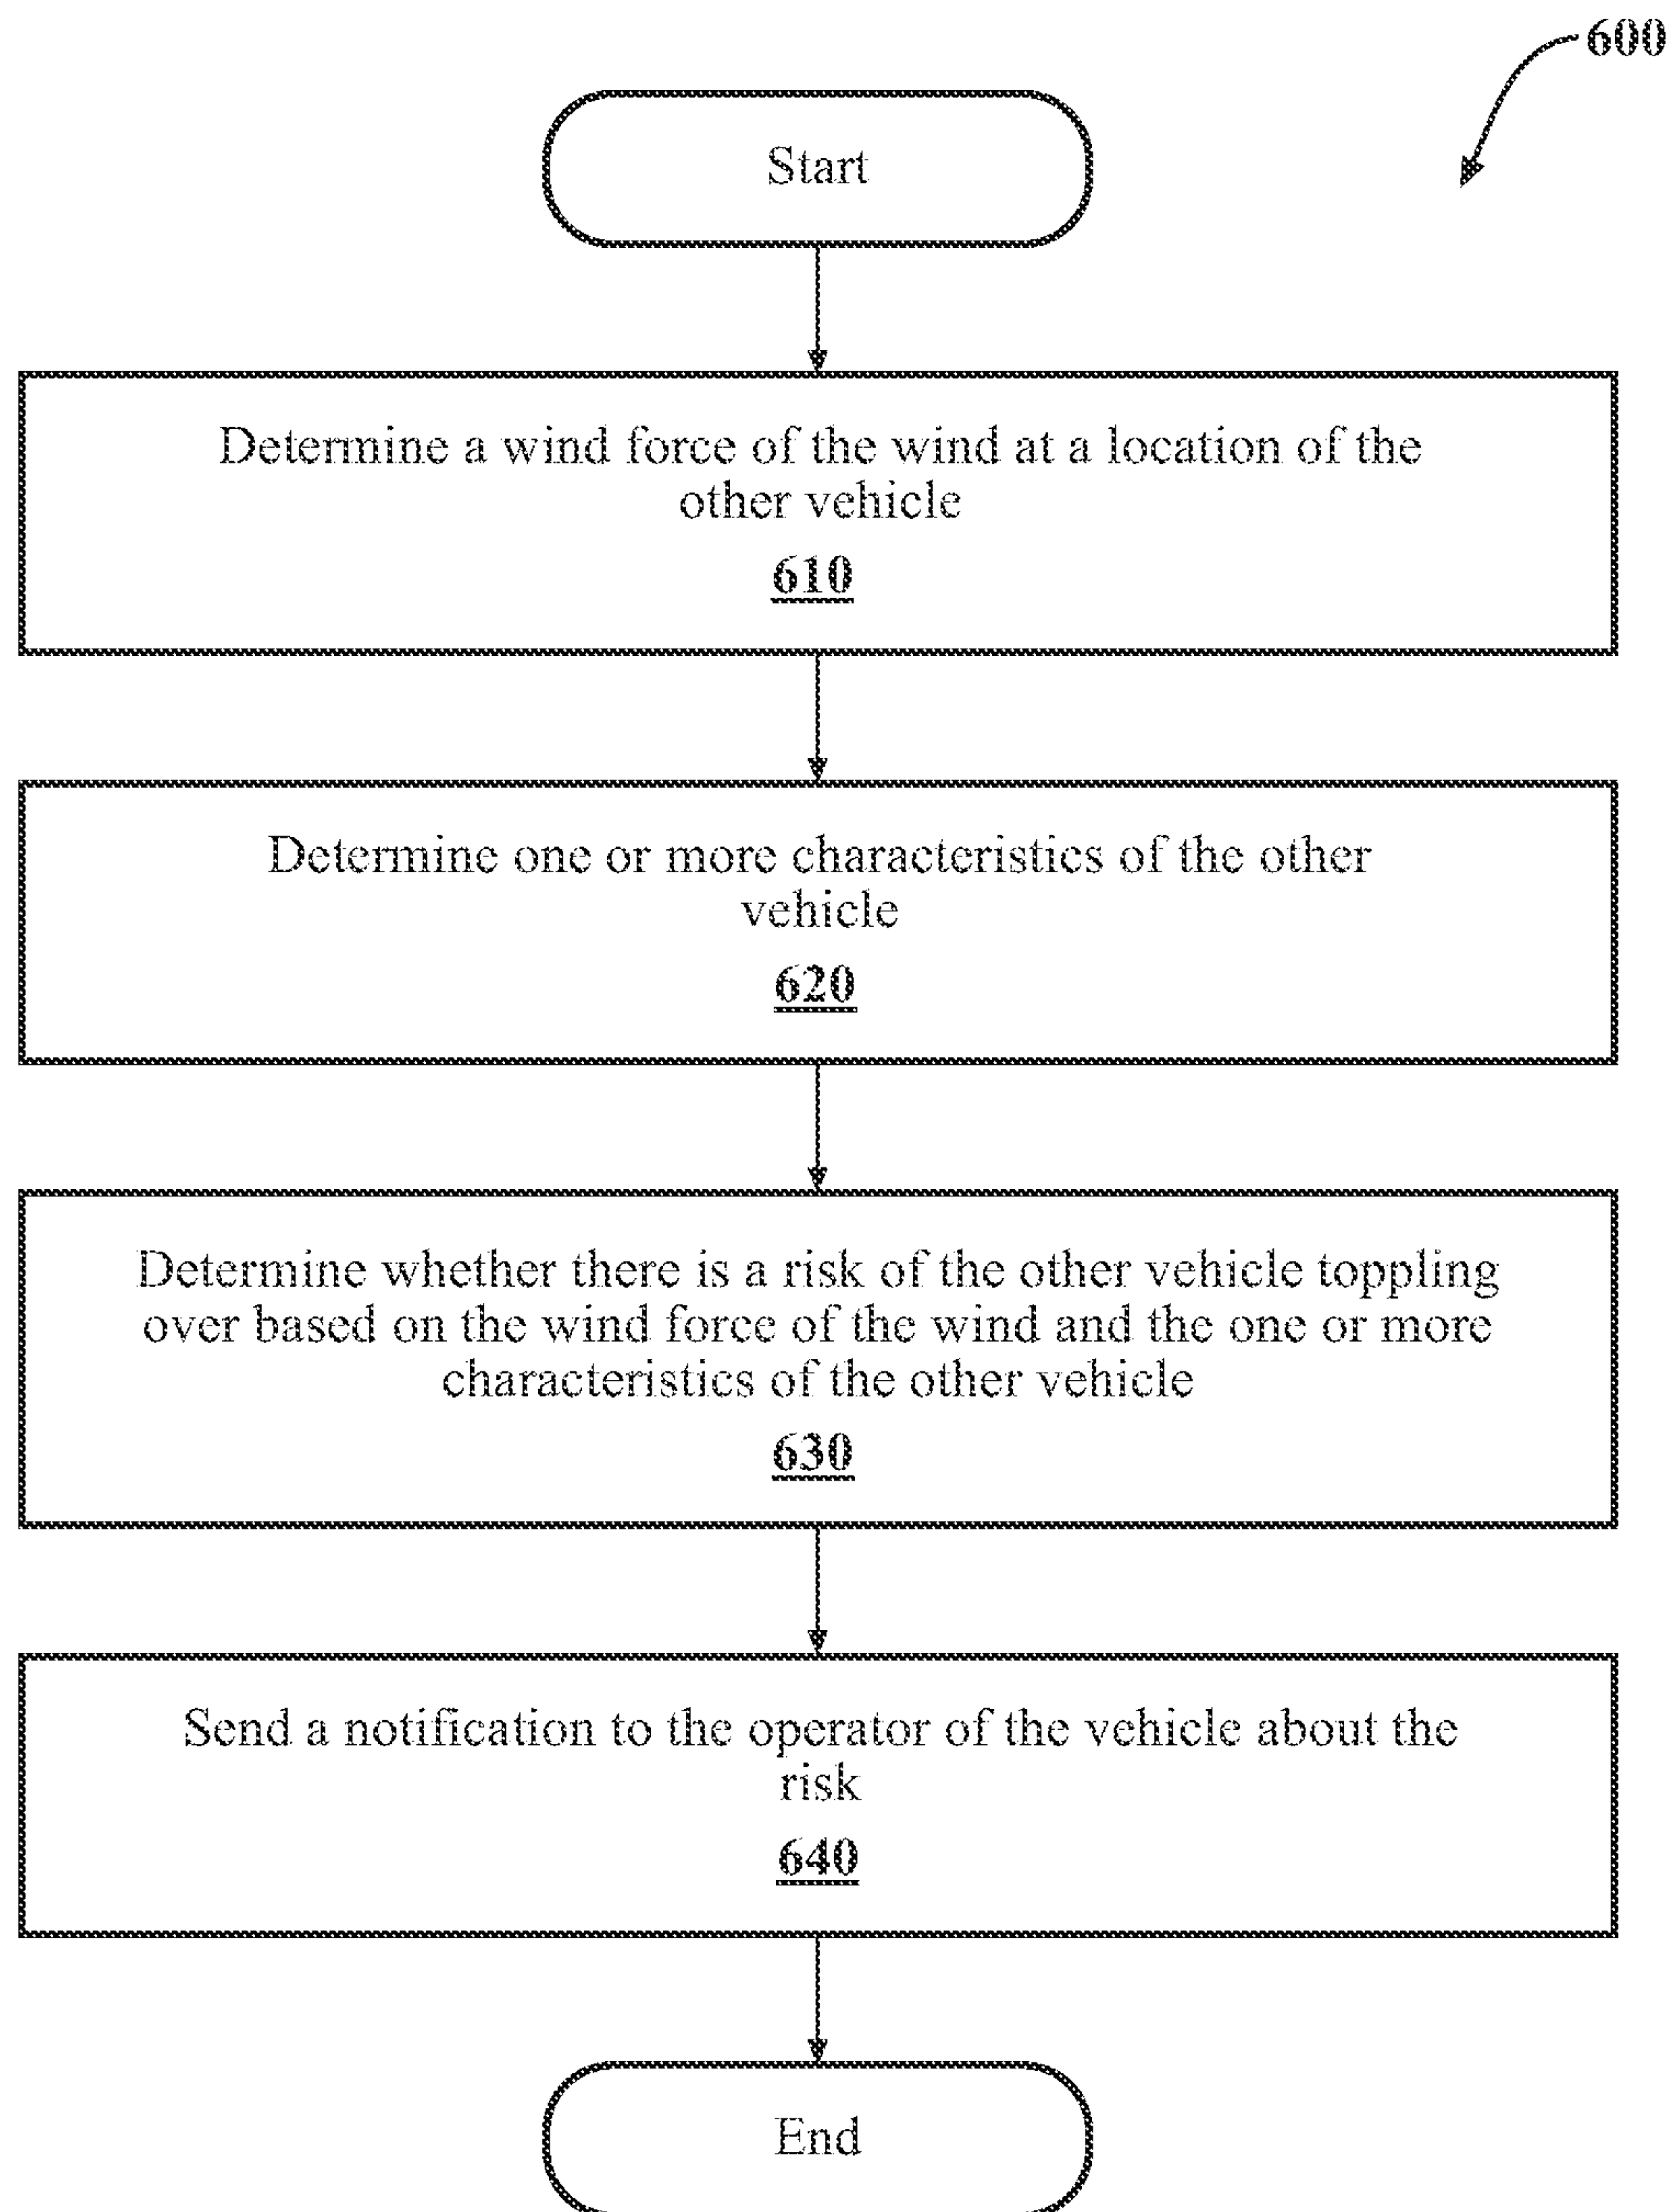 600
Start
Determine a wind force of the wind at a location of the
other vehicle
610
Determine one or more characteristics of the other
vehicle
620
Determine whether there is a risk of the other vehicle toppling
over based on the wind force of the wind and the one or more
characteristics of the other vehicle
630
Send a notification to the operator of the vehicle about the
risk
640
End